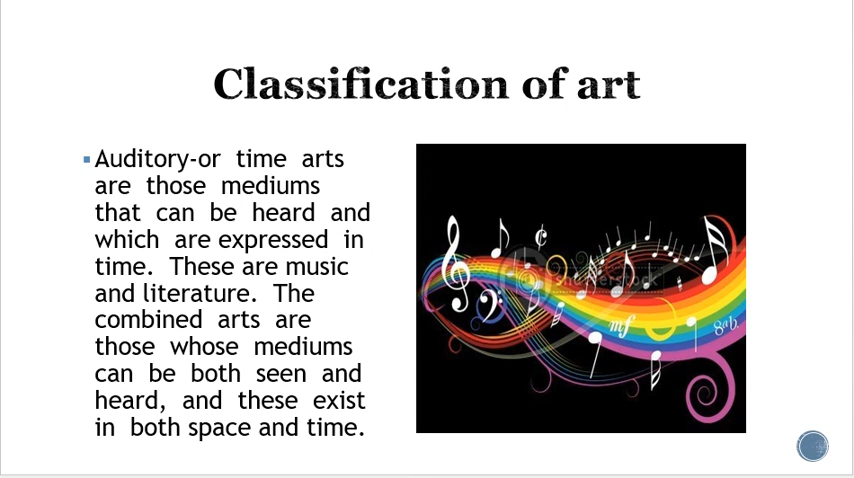 Classification of art
Auditory-or time arts
are those mediums
that can be heard and
which are expressed in
time. These are music
and literature. The
combined arts are
those whose mediums
can be both seen and
heard, and these exist
in both space and time.
mf
8ab